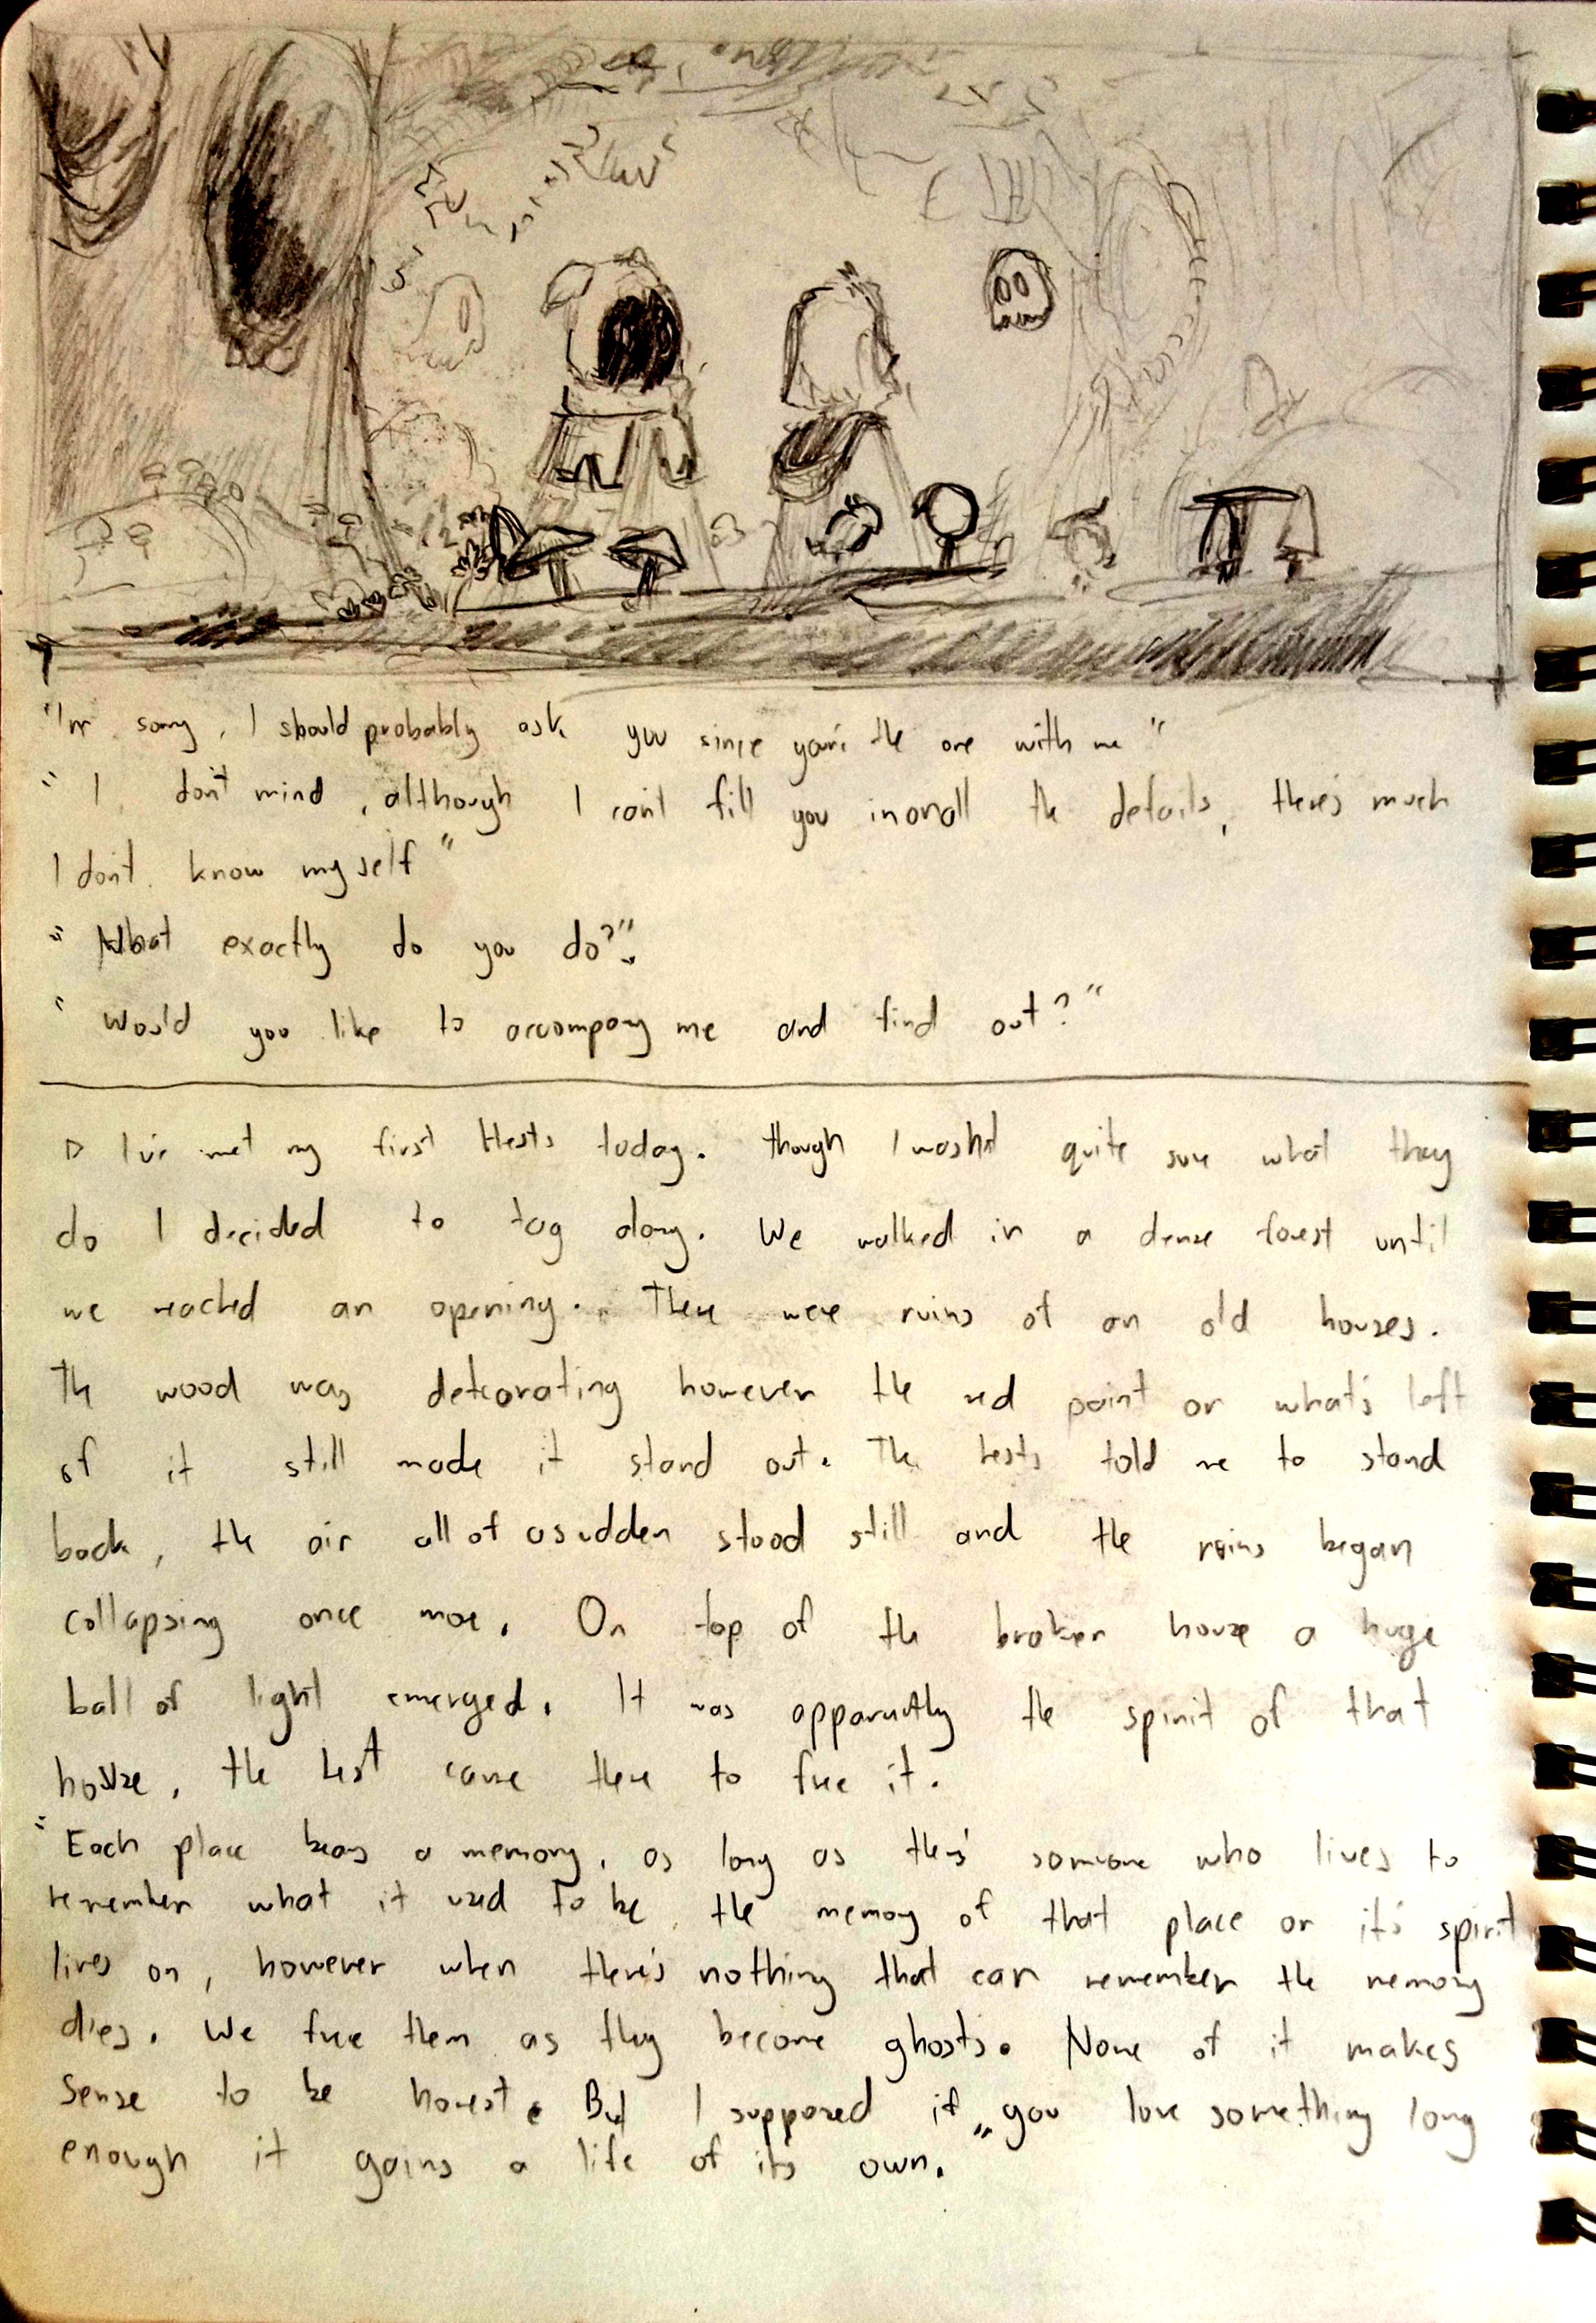 "I'm sorry, I should probably ask you since you're the one with me"
"I don't mind, although I can't fill you in on all the details, there's much
I don't know myself"
"What exactly do you do?"
"Would you like to accompany me and find out?"
I've met my first Hests today. Though I wasn't quite sure what they
do I decided to tag along. We walked in a dense forest until
we reached an opening. There were ruins of an old houses.
The wood was detcorating however the red paint or what's left
of it still made it stand out. The hests told me to stand
back, the air all of a sudden stood still and the ruins began
collapsing once more. On top of the broken house a huge
ball of light emerged. It was apparently the spirit of that
house, the hest came there to free it.
"Each place bears a memory, as long as there's someone who lives to
remember what it used to be, the memory of that place or it's spirit
lives on, however when there's nothing that can remember the memory
dies. We free them as they become ghosts. None of it makes
sense to be honest. But I supposed if you love something long
enough it gains a life of its own."